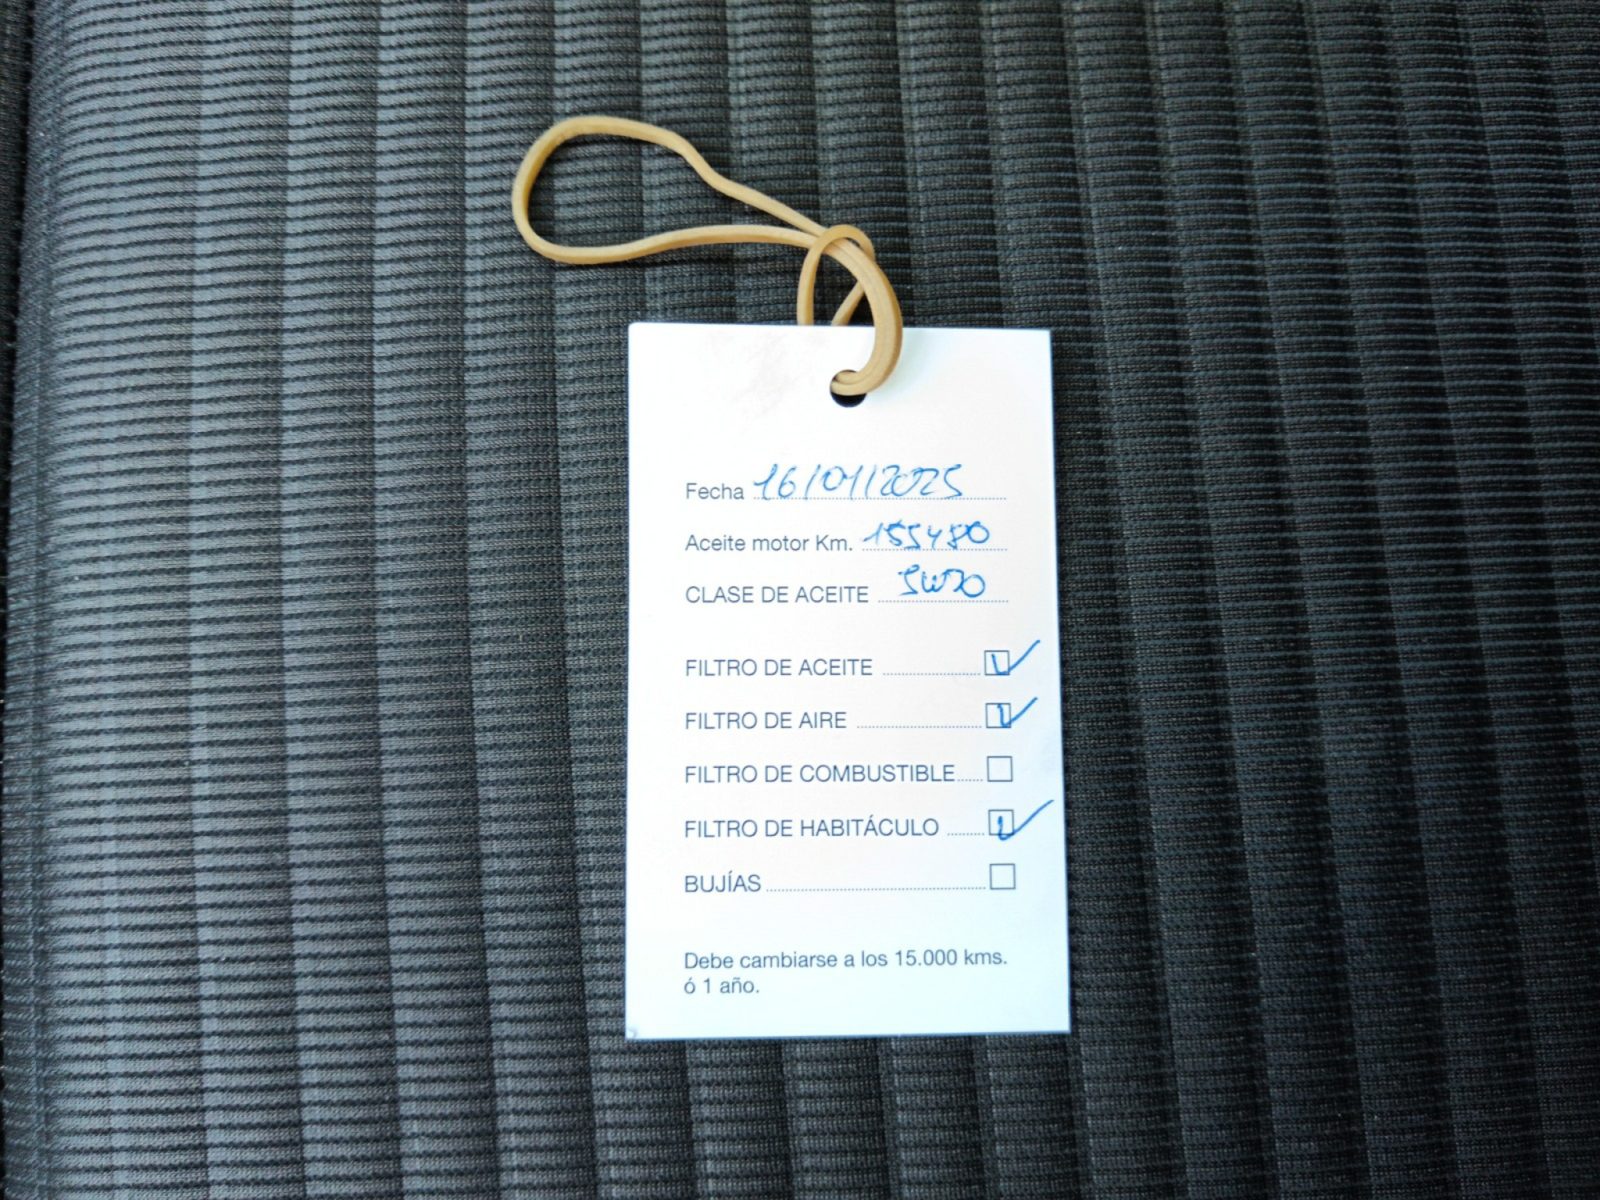 Fecha 16/01/2025
Aceite motor Km. 155480
CLASE DE ACEITE 5W30
FILTRO DE ACEITE
FILTRO DE AIRE
FILTRO DE COMBUSTIBLE
FILTRO DE HABITÁCULO
BUJÍAS
Debe cambiarse a los 15.000 kms.
ó 1 año.